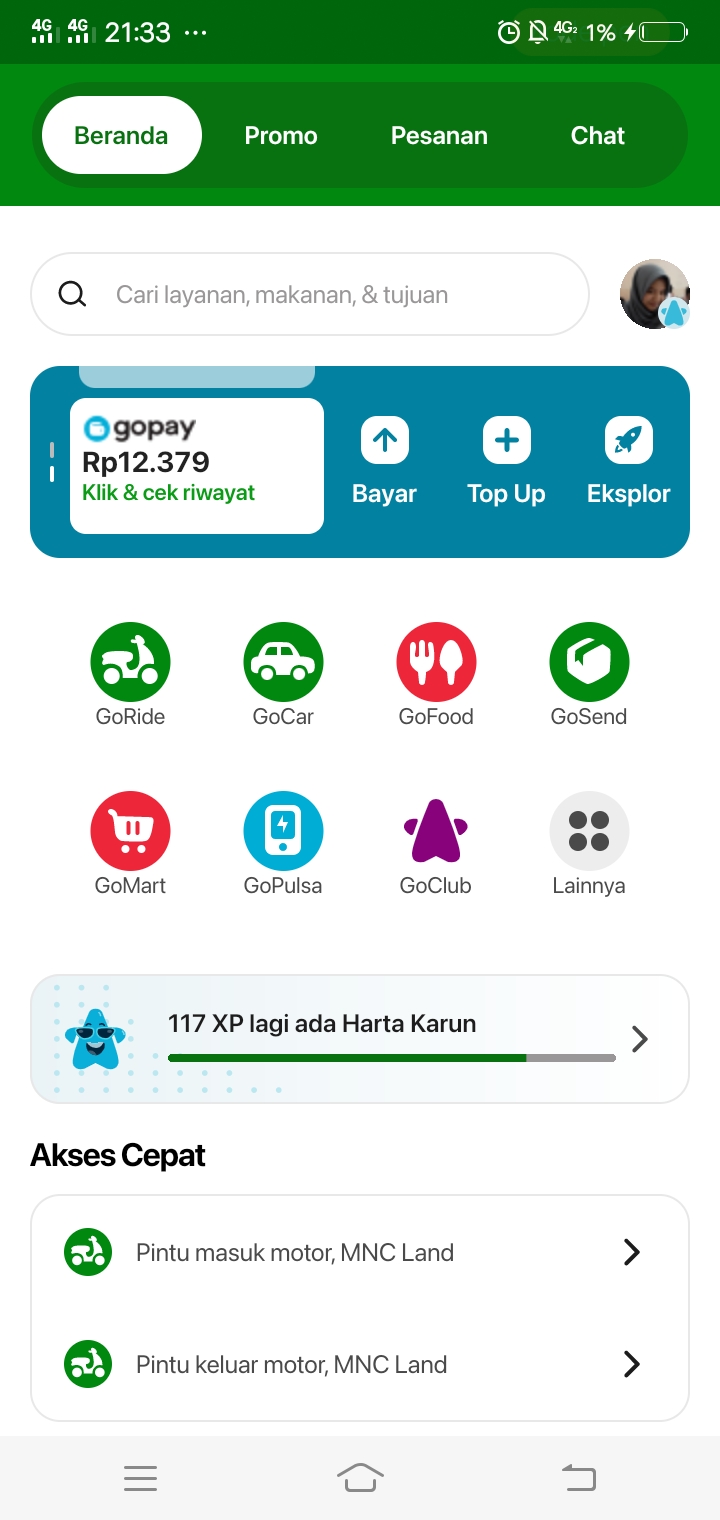 4G 4G 21:33 ... 4G2 1%
Beranda Promo Pesanan Chat
Cari layanan, makanan, & tujuan
gopay
Rp12.379
Klik & cek riwayat
Bayar Top Up Eksplor
GoRide GoCar GoFood GoSend
GoMart GoPulsa GoClub Lainnya
117 XP lagi ada Harta Karun
Akses Cepat
Pintu masuk motor, MNC Land
Pintu keluar motor, MNC Land